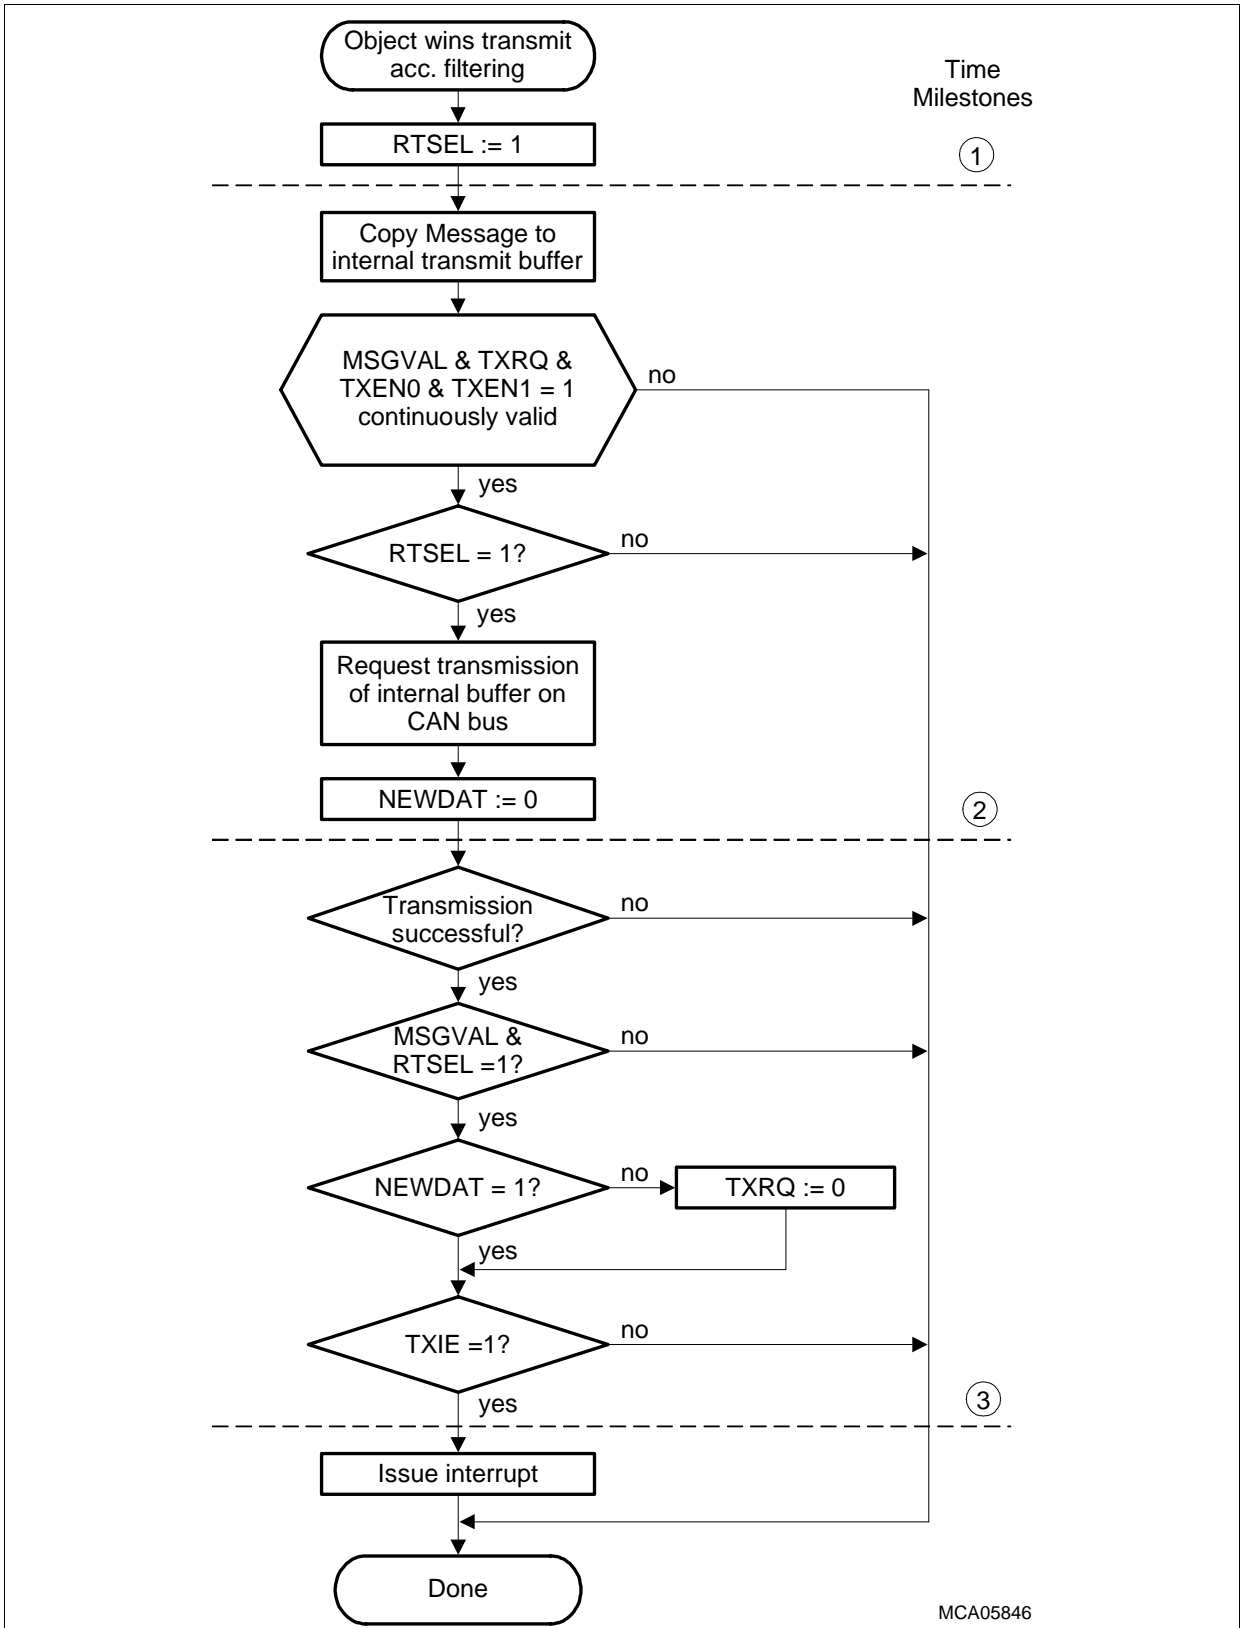 Object wins transmit
acc. filtering
Time
Milestones
RTSEL := 1
1
Copy Message to
internal transmit buffer
MSGVAL & TXRQ &
TXEN0 & TXEN1 = 1
continuously valid
no
yes
RTSEL = 1?
no
yes
Request transmission
of internal buffer on
CAN bus
NEWDAT := 0
2
Transmission
successful?
no
yes
MSGVAL &
RTSEL =1?
no
yes
NEWDAT = 1?
no
TXRQ := 0
yes
TXIE =1?
no
yes
3
Issue interrupt
Done
MCA05846